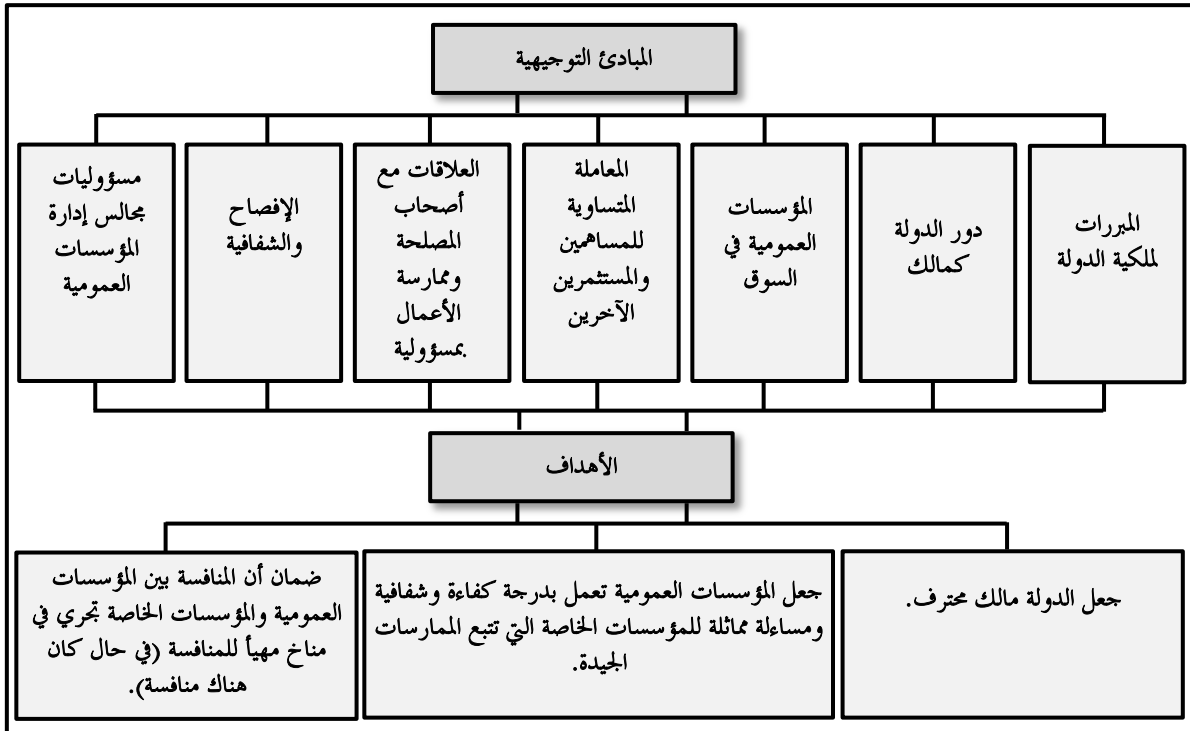 المبادئ التوجيهية
المبررات
لملكية الدولة
دور الدولة
كمالك
المؤسسات
العمومية في
السوق
المعاملة
المتساوية
للمساهمين
والمستثمرين
الآخرين
العلاقات مع
أصحاب
المصلحة
وممارسة
الأعمال
بمسؤولية.
الإفصاح
والشفافية
مسؤوليات
مجالس إدارة
المؤسسات
العمومية
الأهداف
جعل الدولة مالك محترف.
جعل المؤسسات العمومية تعمل بدرجة كفاءة وشفافية
ومساءلة مماثلة للمؤسسات الخاصة التي تتبع الممارسات
الجيدة.
ضمان أن المنافسة بين المؤسسات
العمومية والمؤسسات الخاصة تجري في
مناخ مهيأ للمنافسة (في حال كان
هناك منافسة).